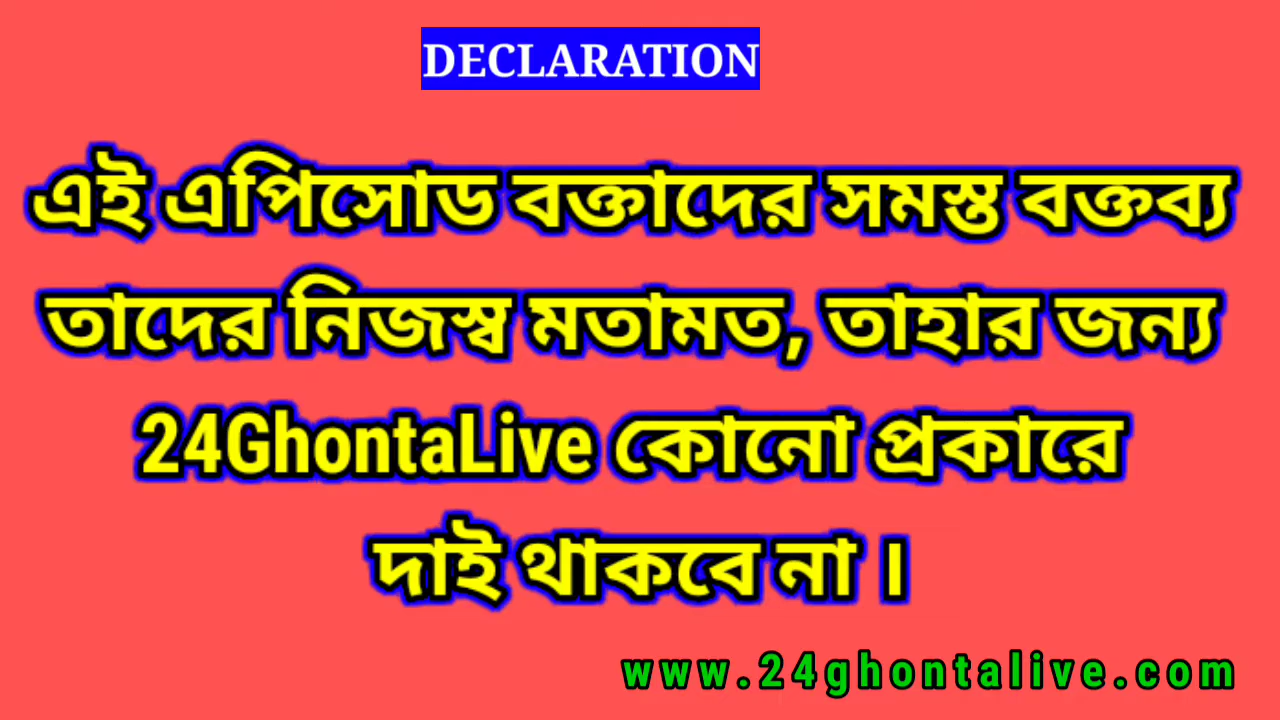 DECLARATION
এই এপিসোড বক্তাদের সমস্ত বক্তব্য
তাদের নিজস্ব মতামত, তাহার জন্য
24GhontaLive কোনো প্রকারে
দাই থাকবে না ।
www.24ghontalive.com